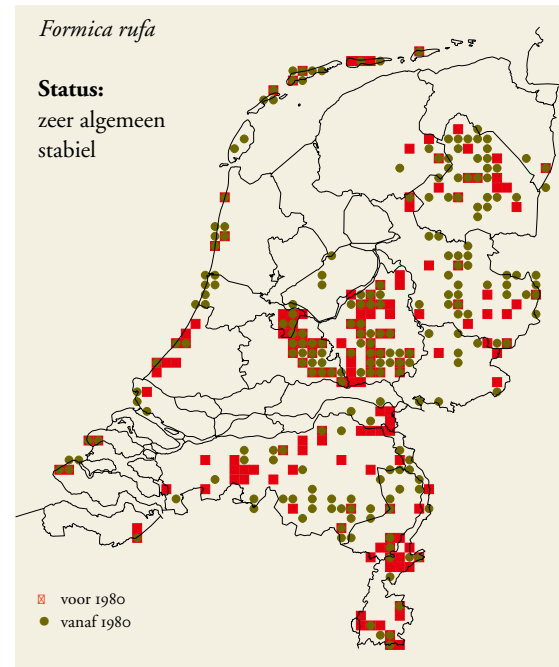 Formica rufa
Status:
zeer algemeen
stabiel
voor 1980
vanaf 1980